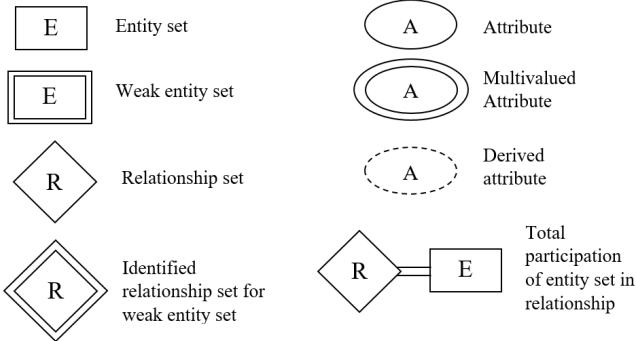 E
Entity set
E
Weak entity set
R
Relationship set
R
Identified
relationship set for
weak entity set
A
Attribute
A
Multivalued
Attribute
A
Derived
attribute
R
E
Total
participation
of entity set in
relationship